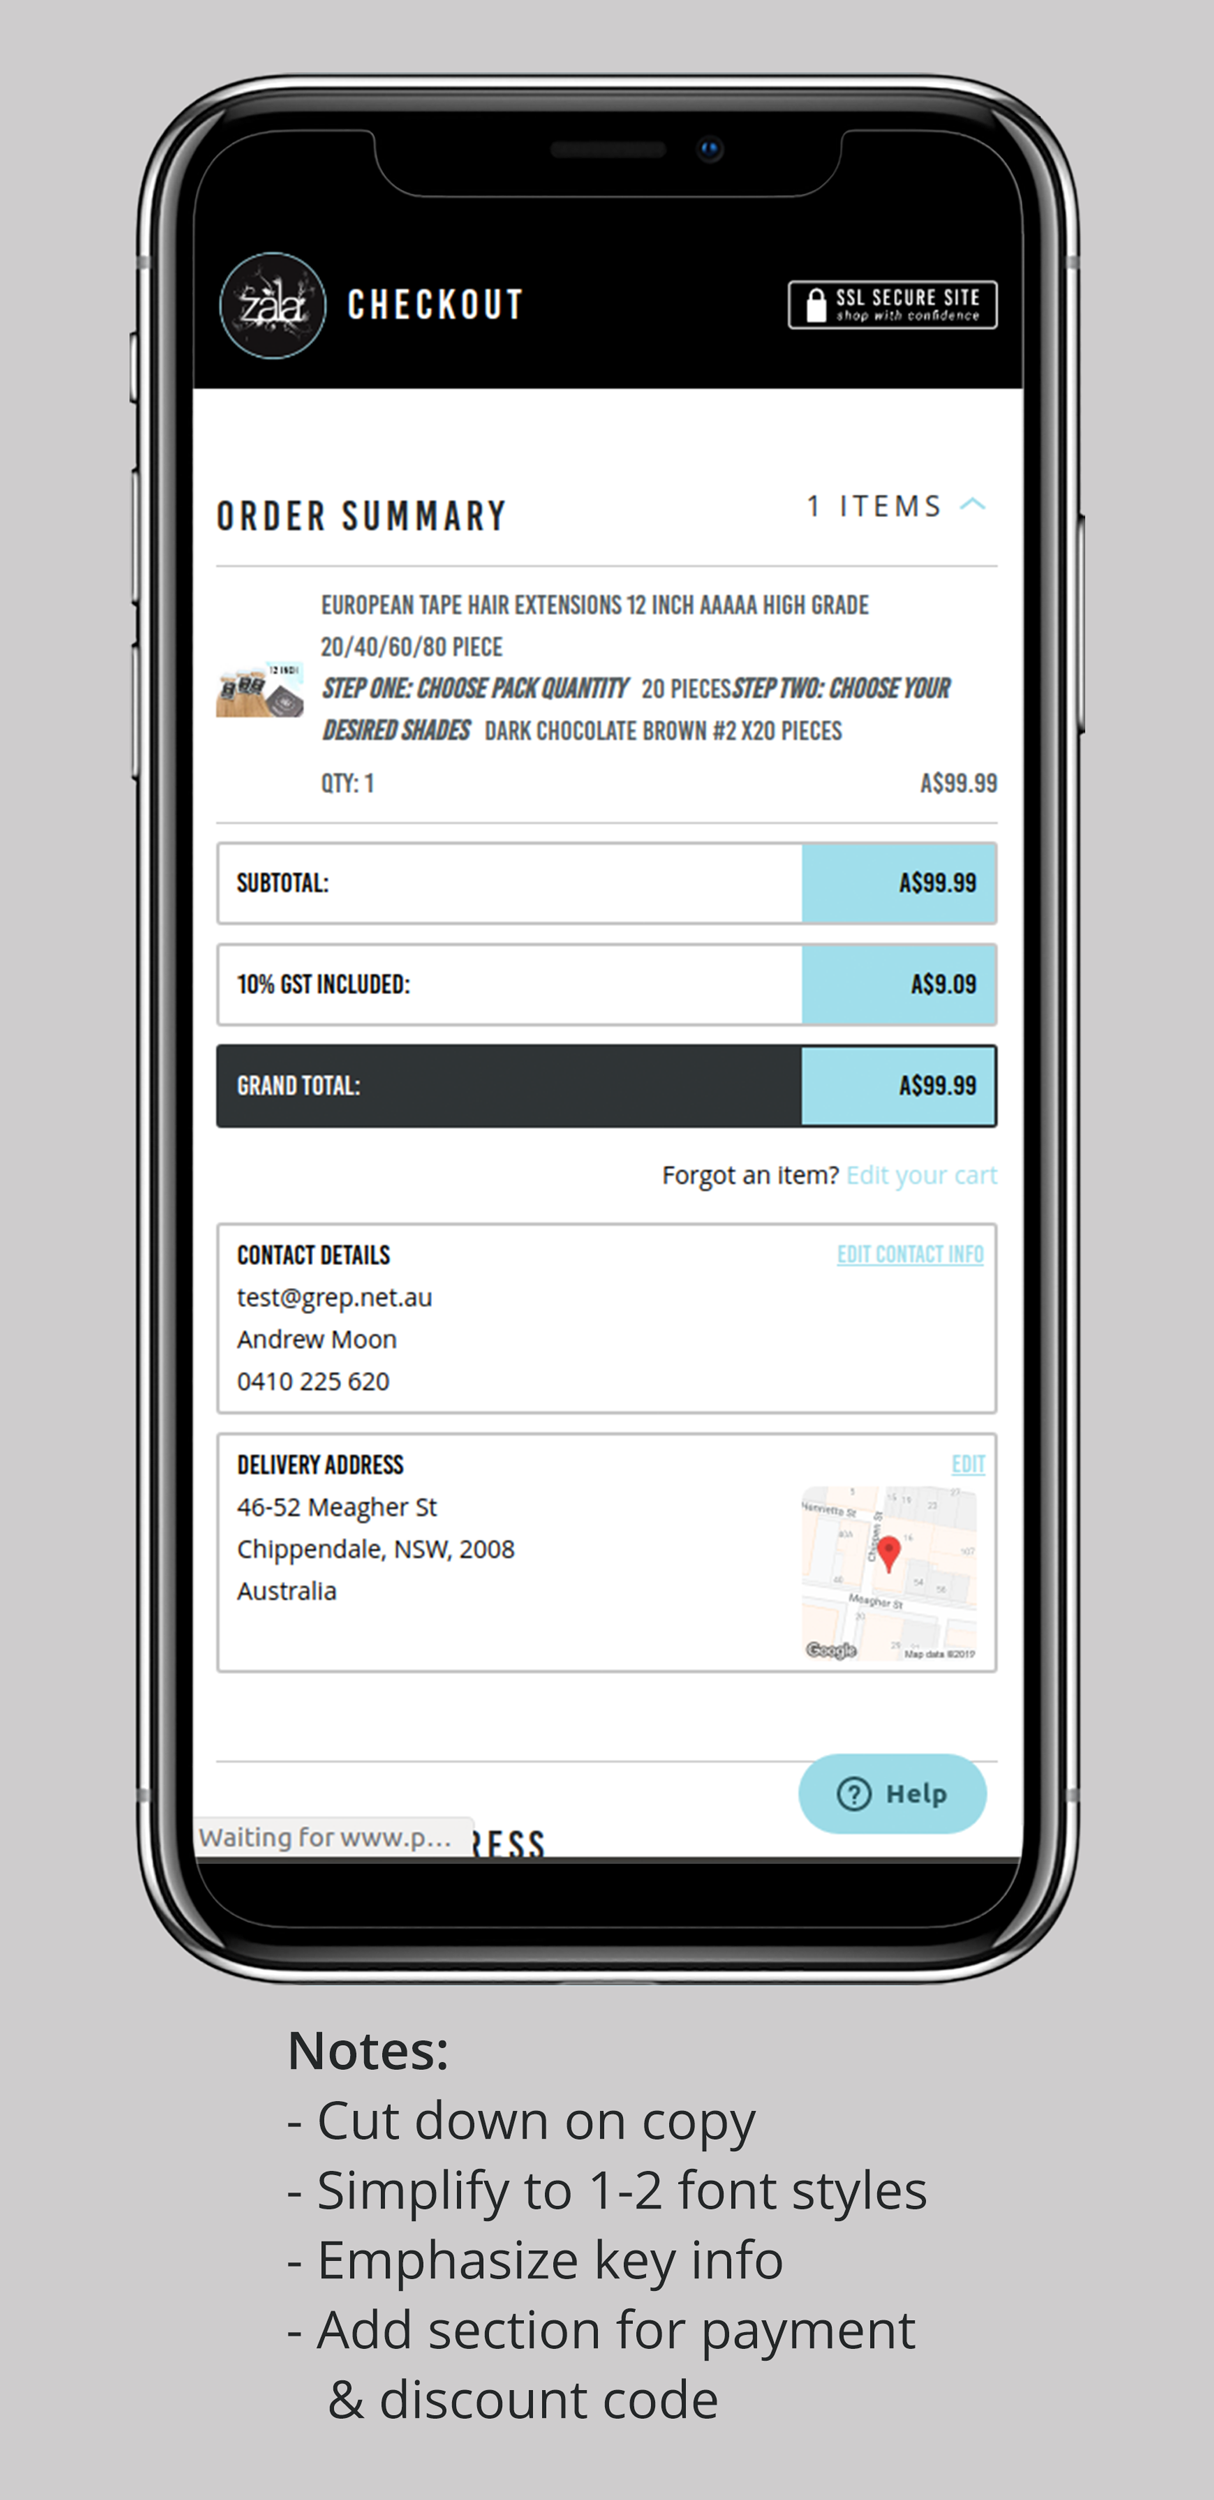 zala
CHECKOUT
SSL SECURE SITE
shop with confidence
ORDER SUMMARY
1 ITEMS
EUROPEAN TAPE HAIR EXTENSIONS 12 INCH AAAAA HIGH GRADE
20/40/60/80 PIECE
12 INCH
STEP ONE: CHOOSE PACK QUANTITY 20 PIECESSTEP TWO: CHOOSE YOUR
DESIRED SHADES DARK CHOCOLATE BROWN #2 X20 PIECES
QTY: 1 A$99.99
SUBTOTAL: A$99.99
10% GST INCLUDED: A$9.09
GRAND TOTAL: A$99.99
Forgot an item? Edit your cart
CONTACT DETAILS EDIT CONTACT INFO
test@grep.net.au
Andrew Moon
0410 225 620
DELIVERY ADDRESS EDIT
46-52 Meagher St
Chippendale, NSW, 2008
Australia
Henrietta St
Chippen St
Meagher St
Google
Map data ©2019
Help
Waiting for www.p... RESS
Notes:
- Cut down on copy
- Simplify to 1-2 font styles
- Emphasize key info
- Add section for payment
& discount code